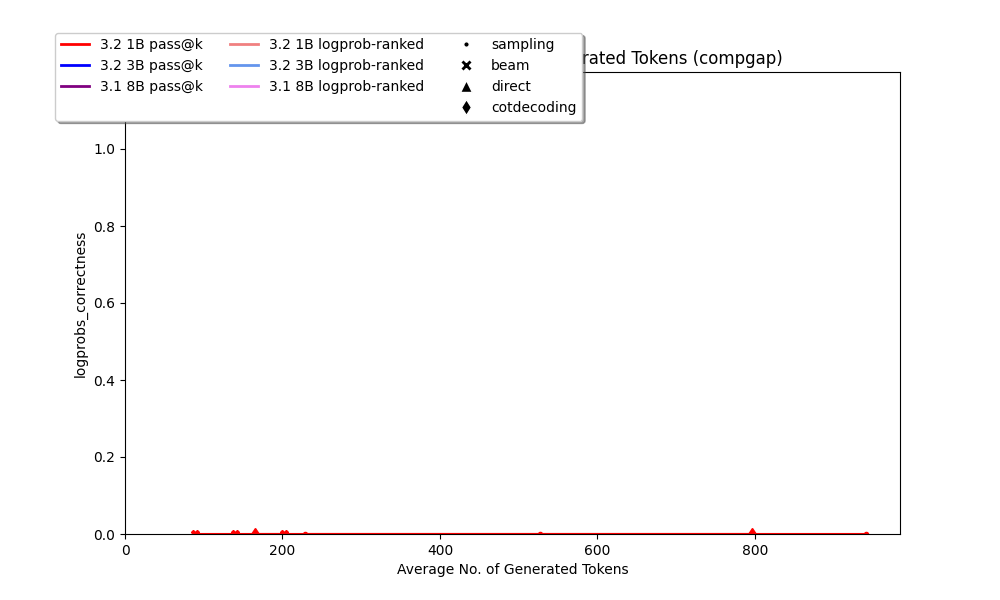 rated Tokens (compgap)
3.2 1B pass@k 3.2 1B logprob-ranked sampling
3.2 3B pass@k 3.2 3B logprob-ranked beam
3.1 8B pass@k 3.1 8B logprob-ranked direct
cotdecoding
1.0
0.8
0.6
0.4
0.2
0.0
logprobs_correctness
0 200 400 600 800
Average No. of Generated Tokens